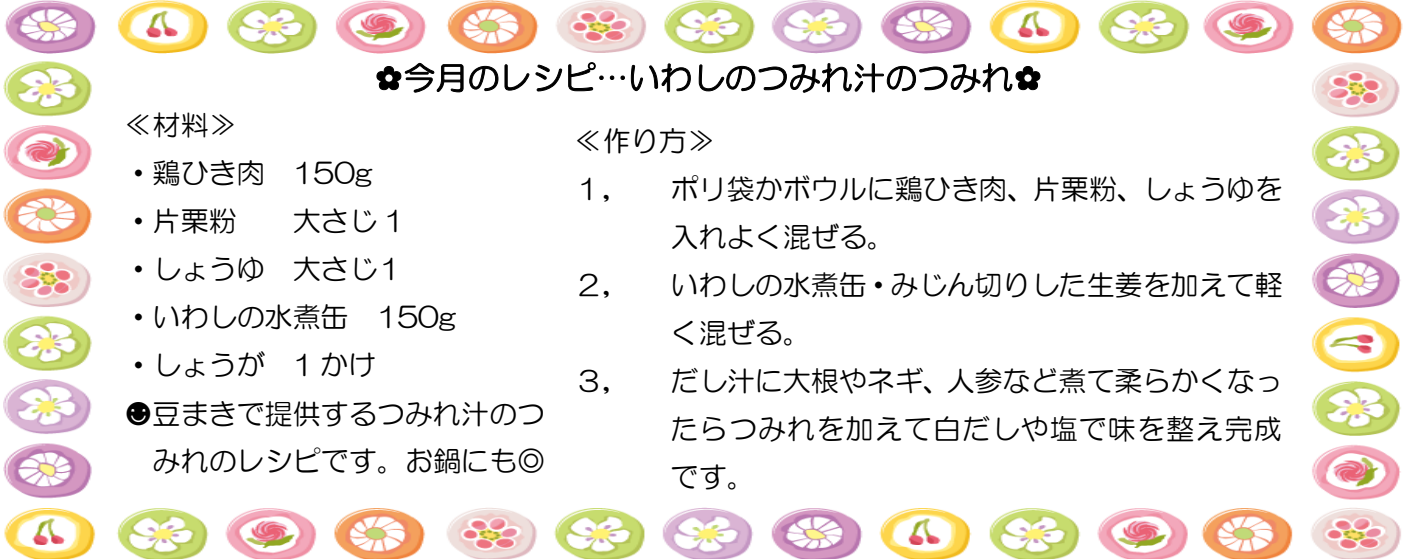 ✿今月のレシピ…いわしのつみれ汁のつみれ✿
≪材料≫
・鶏ひき肉　150g
・片栗粉　　大さじ1
・しょうゆ　大さじ1
・いわしの水煮缶　150g
・しょうが　1かけ
☻豆まきで提供するつみれ汁のつ
みれのレシピです。お鍋にも◎
≪作り方≫
1，　ポリ袋かボウルに鶏ひき肉、片栗粉、しょうゆを
入れよく混ぜる。
2，　いわしの水煮缶・みじん切りした生姜を加えて軽
く混ぜる。
3，　だし汁に大根やネギ、人参など煮て柔らかくなっ
たらつみれを加えて白だしや塩で味を整え完成
です。